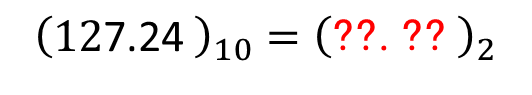 (127.24)₁₀ = (??. ??)₂